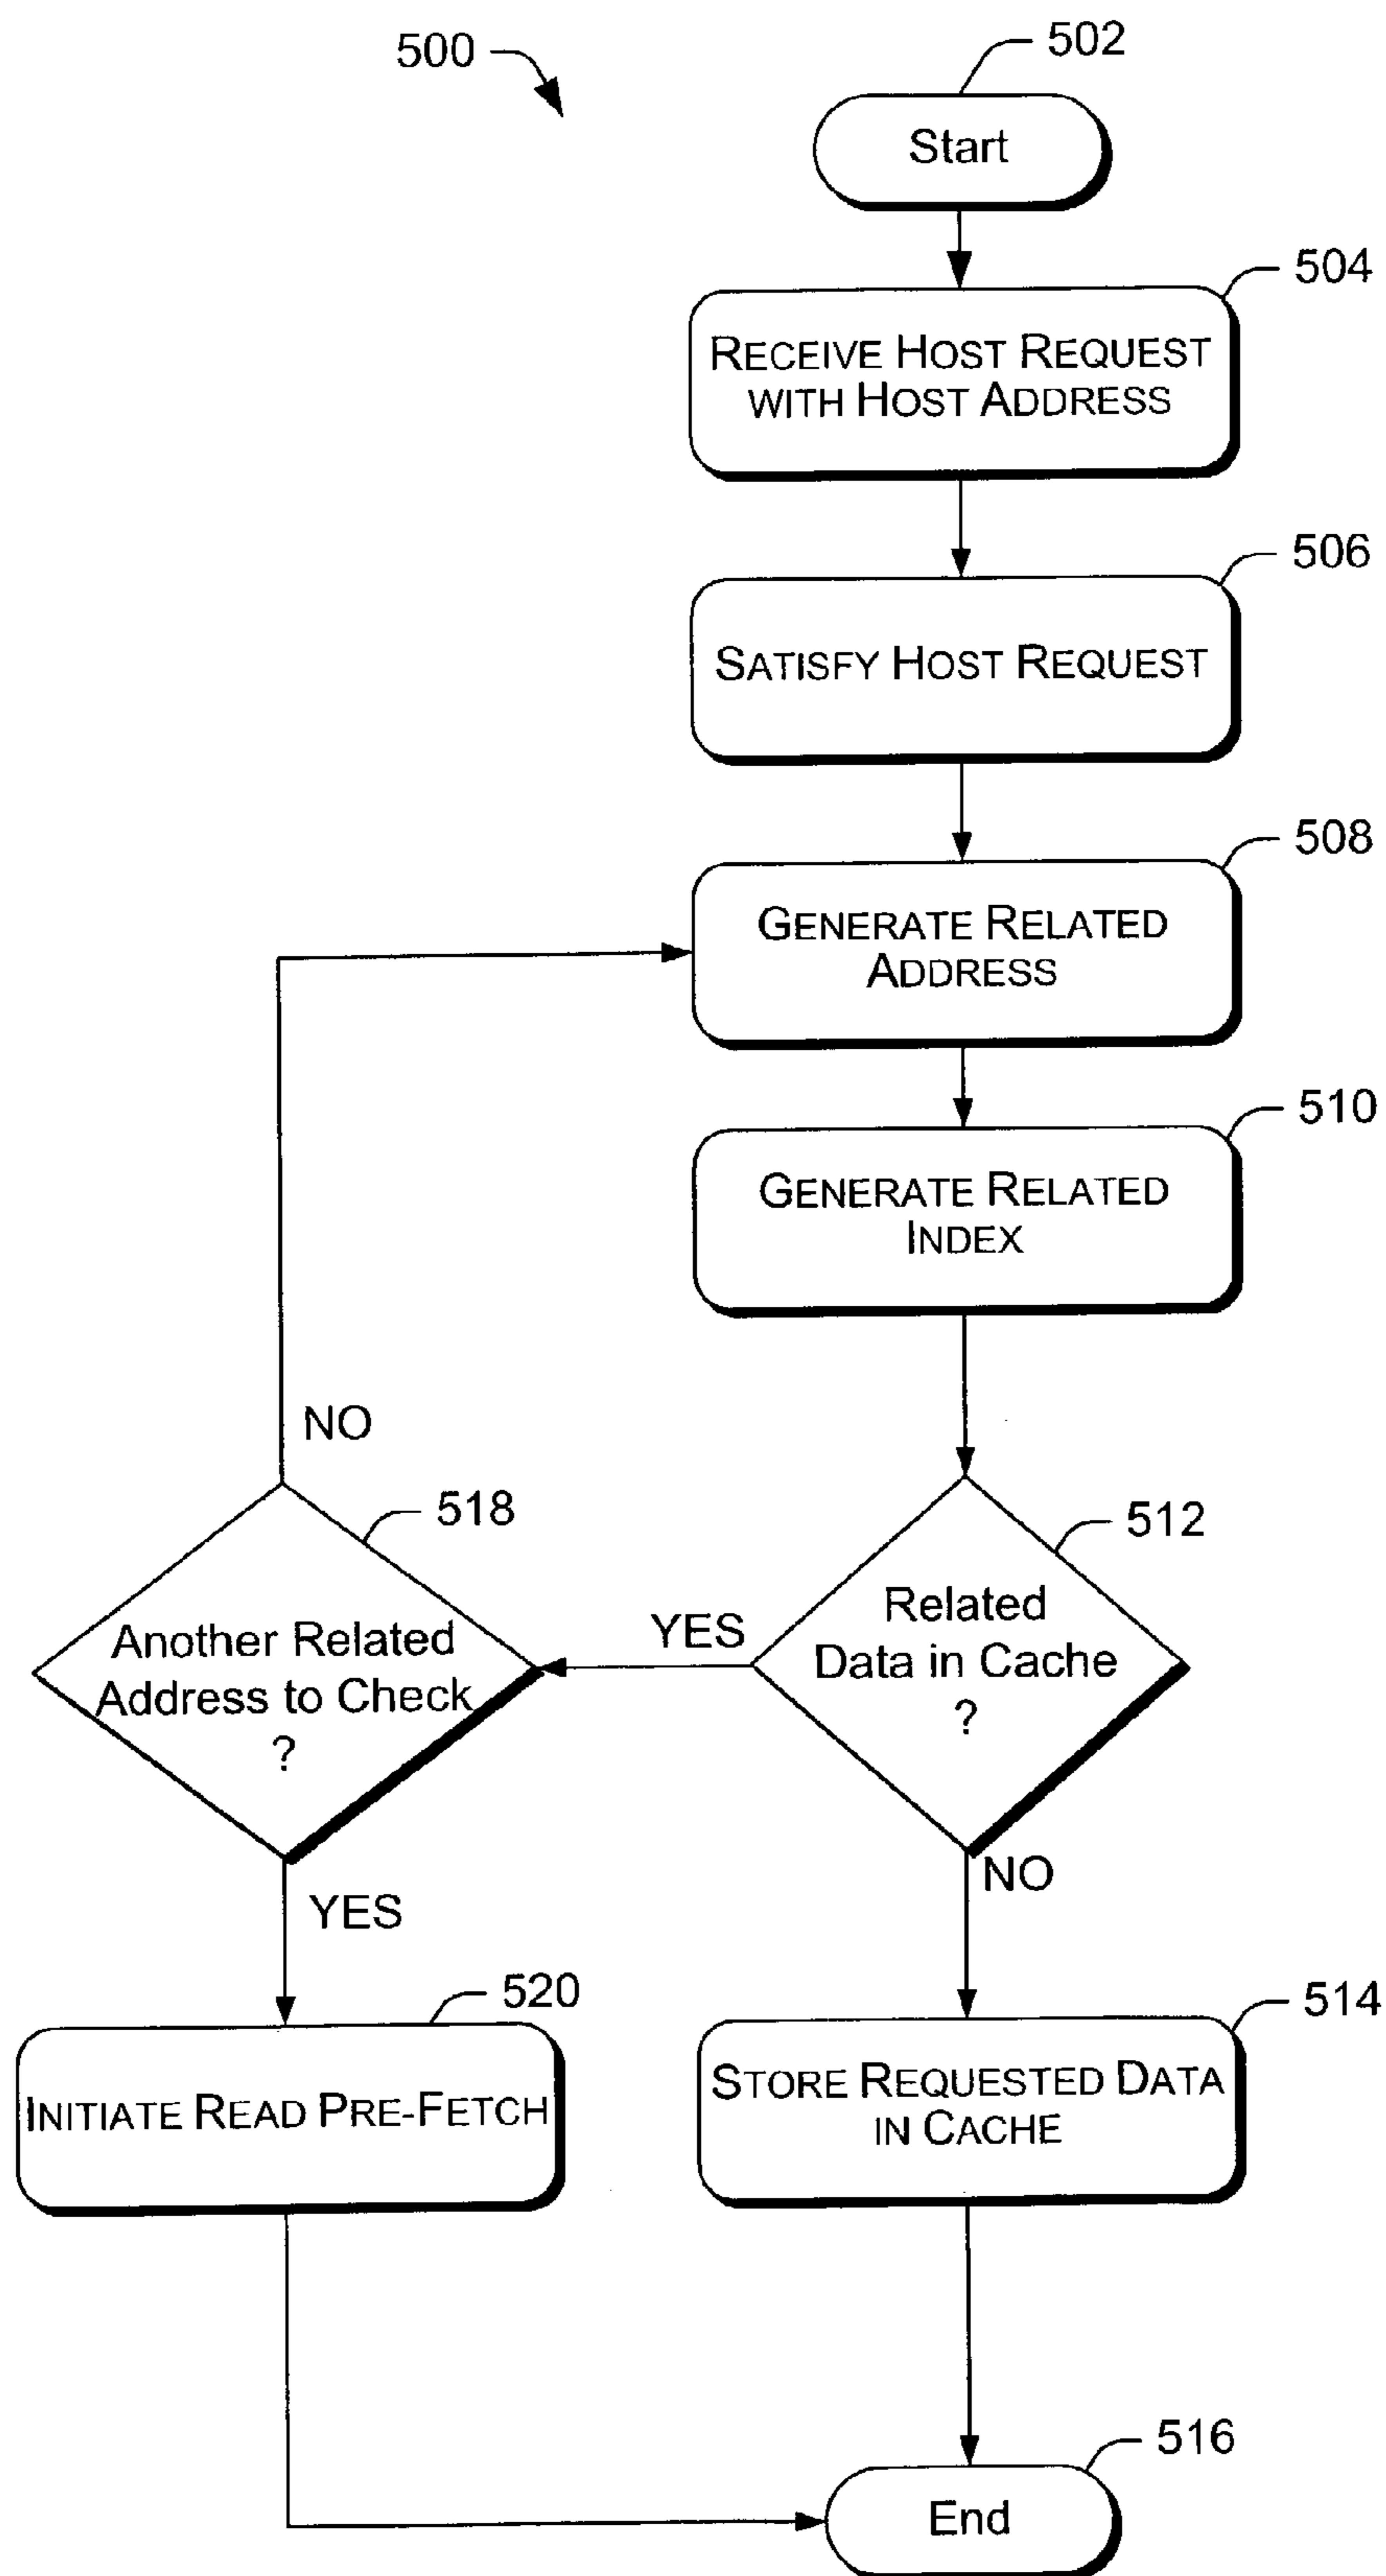 500
502
Start
504
RECEIVE HOST REQUEST
WITH HOST ADDRESS
506
SATISFY HOST REQUEST
508
GENERATE RELATED
ADDRESS
510
GENERATE RELATED
INDEX
NO
518
512
Another Related
Address to Check
?
YES
Related
Data in Cache
?
NO
YES
520
514
INITIATE READ PRE-FETCH
STORE REQUESTED DATA
IN CACHE
516
End